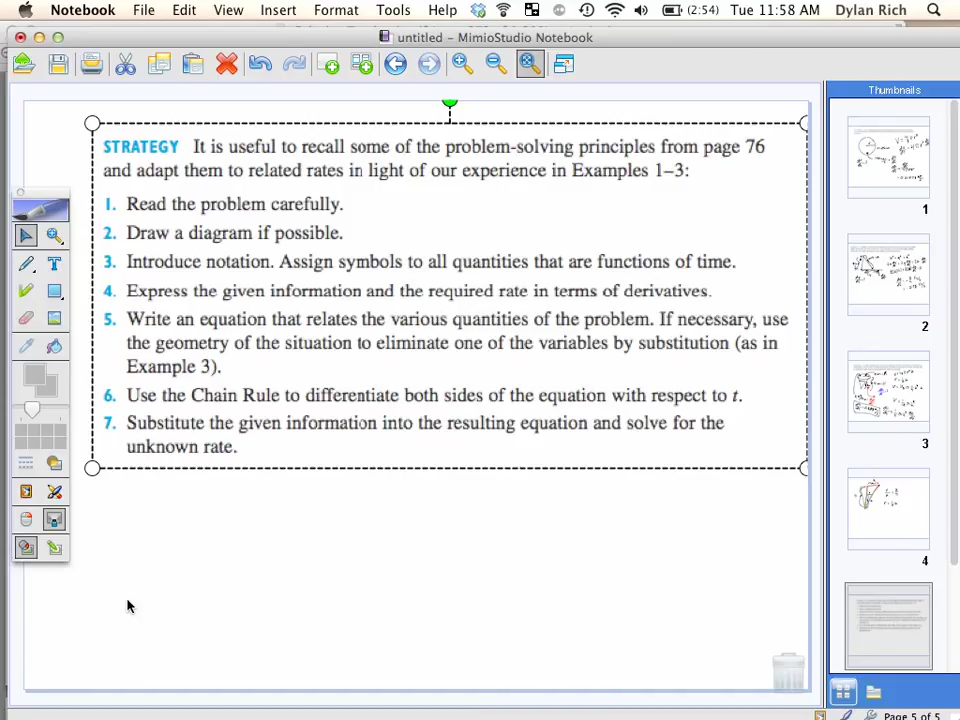 Notebook File Edit View Insert Format Tools Help (2:54) Tue 11:58 AM Dylan Rich
untitled – MimioStudio Notebook
Thumbnails
STRATEGY It is useful to recall some of the problem-solving principles from page 76
and adapt them to related rates in light of our experience in Examples 1–3:
1. Read the problem carefully.
2. Draw a diagram if possible.
3. Introduce notation. Assign symbols to all quantities that are functions of time.
4. Express the given information and the required rate in terms of derivatives.
5. Write an equation that relates the various quantities of the problem. If necessary, use
the geometry of the situation to eliminate one of the variables by substitution (as in
Example 3).
6. Use the Chain Rule to differentiate both sides of the equation with respect to t.
7. Substitute the given information into the resulting equation and solve for the
unknown rate.
T
1
2
3
4
Page 5 of 5